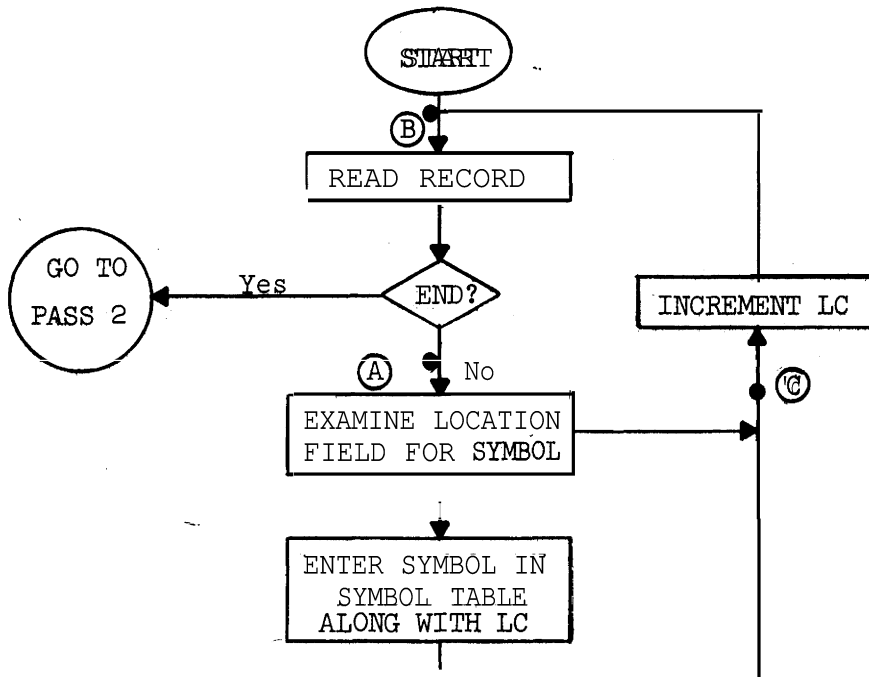 START
B
READ RECORD
GO TO
PASS 2
Yes
END?
INCREMENT LC
A
No
C
EXAMINE LOCATION
FIELD FOR SYMBOL
ENTER SYMBOL IN
SYMBOL TABLE
ALONG WITH LC